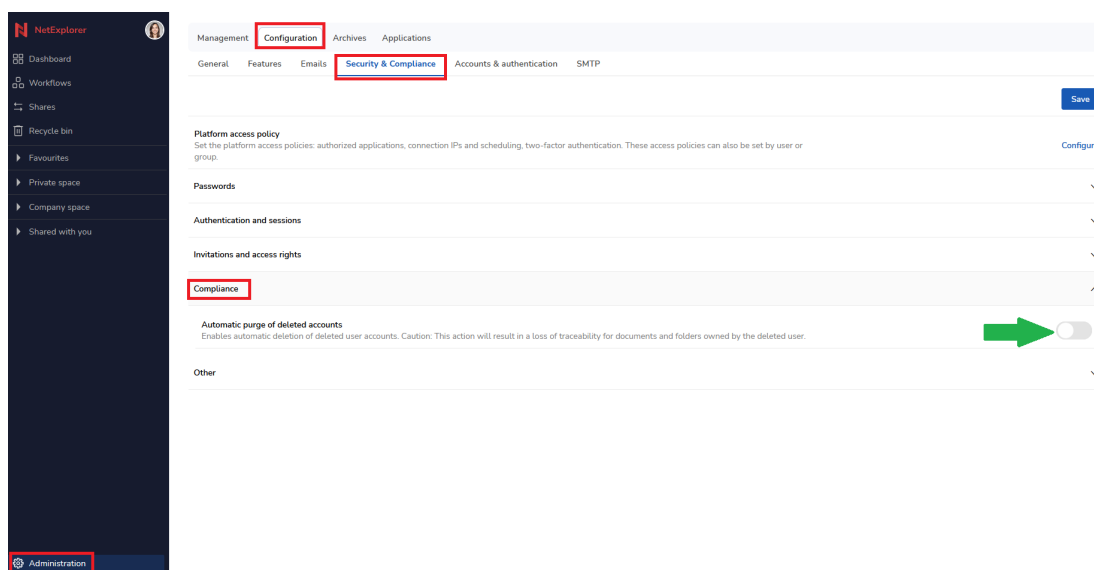 NetExplorer
Dashboard
Workflows
Shares
Recycle bin
Favourites
Private space
Company space
Shared with you
Administration
Management Configuration Archives Applications
General Features Emails Security & Compliance Accounts & authentication SMTP
Save
Platform access policy
Set the platform access policies: authorized applications, connection IPs and scheduling, two-factor authentication. These access policies can also be set by user or
group.
Configur
Passwords
Authentication and sessions
Invitations and access rights
Compliance
Automatic purge of deleted accounts
Enables automatic deletion of deleted user accounts. Caution: This action will result in a loss of traceability for documents and folders owned by the deleted user.
Other